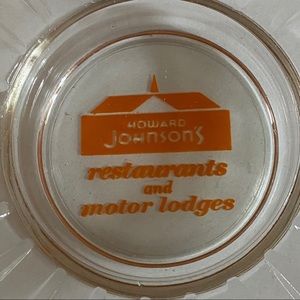 HOWARD
JOHNSON'S
restaurants
and
motor lodges